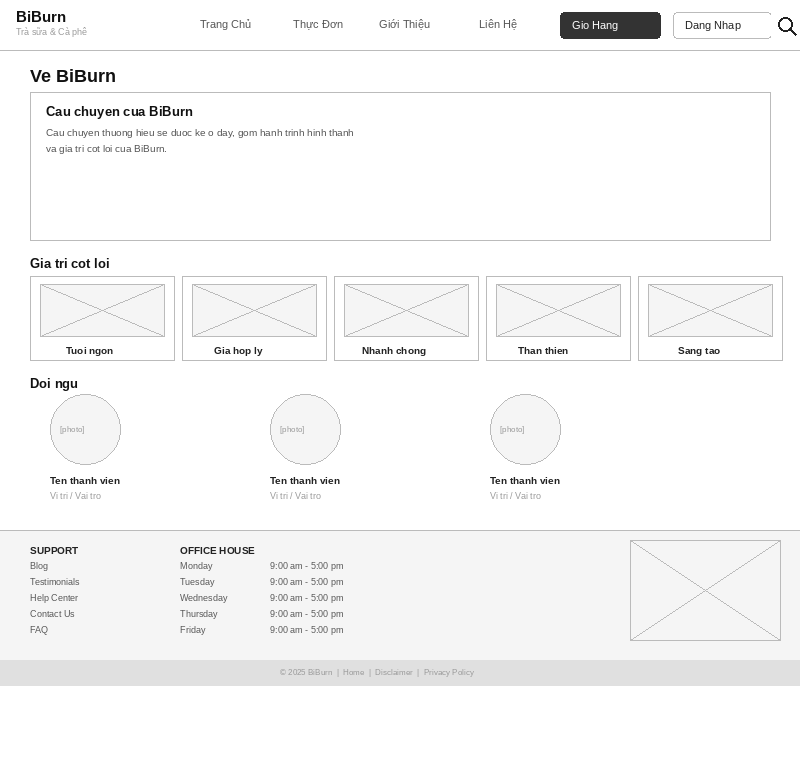 BiBurn
Trà sữa & Cà phê
Trang Chủ
Thực Đơn
Giới Thiệu
Liên Hệ
Gio Hang
Dang Nhap
Ve BiBurn
Cau chuyen cua BiBurn
Cau chuyen thuong hieu se duoc ke o day, gom hanh trinh hinh thanh
va gia tri cot loi cua BiBurn.
Gia tri cot loi
Tuoi ngon
Gia hop ly
Nhanh chong
Than thien
Sang tao
Doi ngu
[photo]
[photo]
[photo]
Ten thanh vien
Ten thanh vien
Ten thanh vien
Vi tri / Vai tro
Vi tri / Vai tro
Vi tri / Vai tro
SUPPORT
Blog
Testimonials
Help Center
Contact Us
FAQ
OFFICE HOUSE
Monday 9:00 am - 5:00 pm
Tuesday 9:00 am - 5:00 pm
Wednesday 9:00 am - 5:00 pm
Thursday 9:00 am - 5:00 pm
Friday 9:00 am - 5:00 pm
© 2025 BiBurn | Home | Disclaimer | Privacy Policy